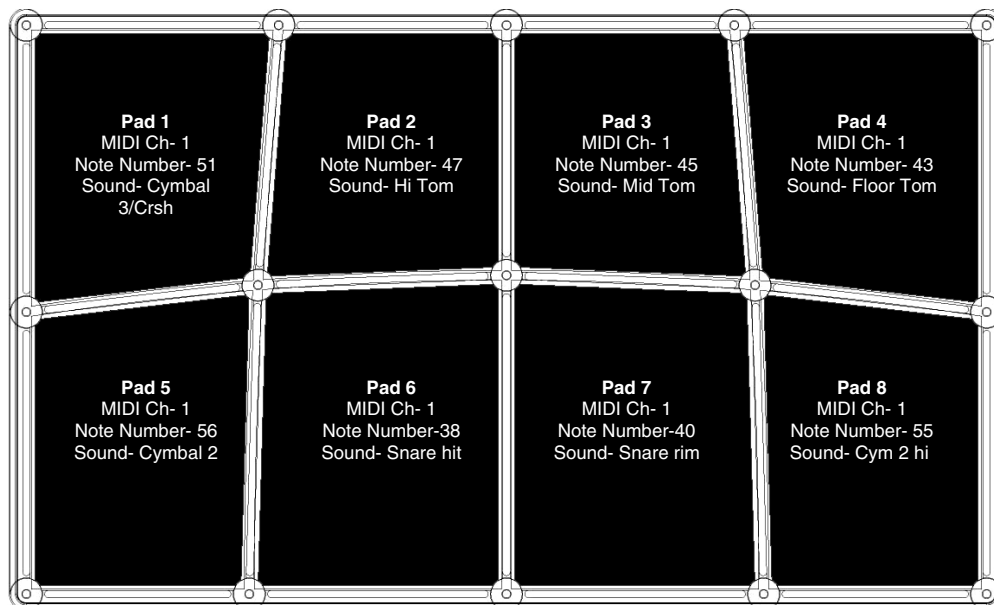 Pad 1
MIDI Ch- 1
Note Number- 51
Sound- Cymbal
3/Crsh
Pad 2
MIDI Ch- 1
Note Number- 47
Sound- Hi Tom
Pad 3
MIDI Ch- 1
Note Number- 45
Sound- Mid Tom
Pad 4
MIDI Ch- 1
Note Number- 43
Sound- Floor Tom
Pad 5
MIDI Ch- 1
Note Number- 56
Sound- Cymbal 2
Pad 6
MIDI Ch- 1
Note Number-38
Sound- Snare hit
Pad 7
MIDI Ch- 1
Note Number-40
Sound- Snare rim
Pad 8
MIDI Ch- 1
Note Number- 55
Sound- Cym 2 hi